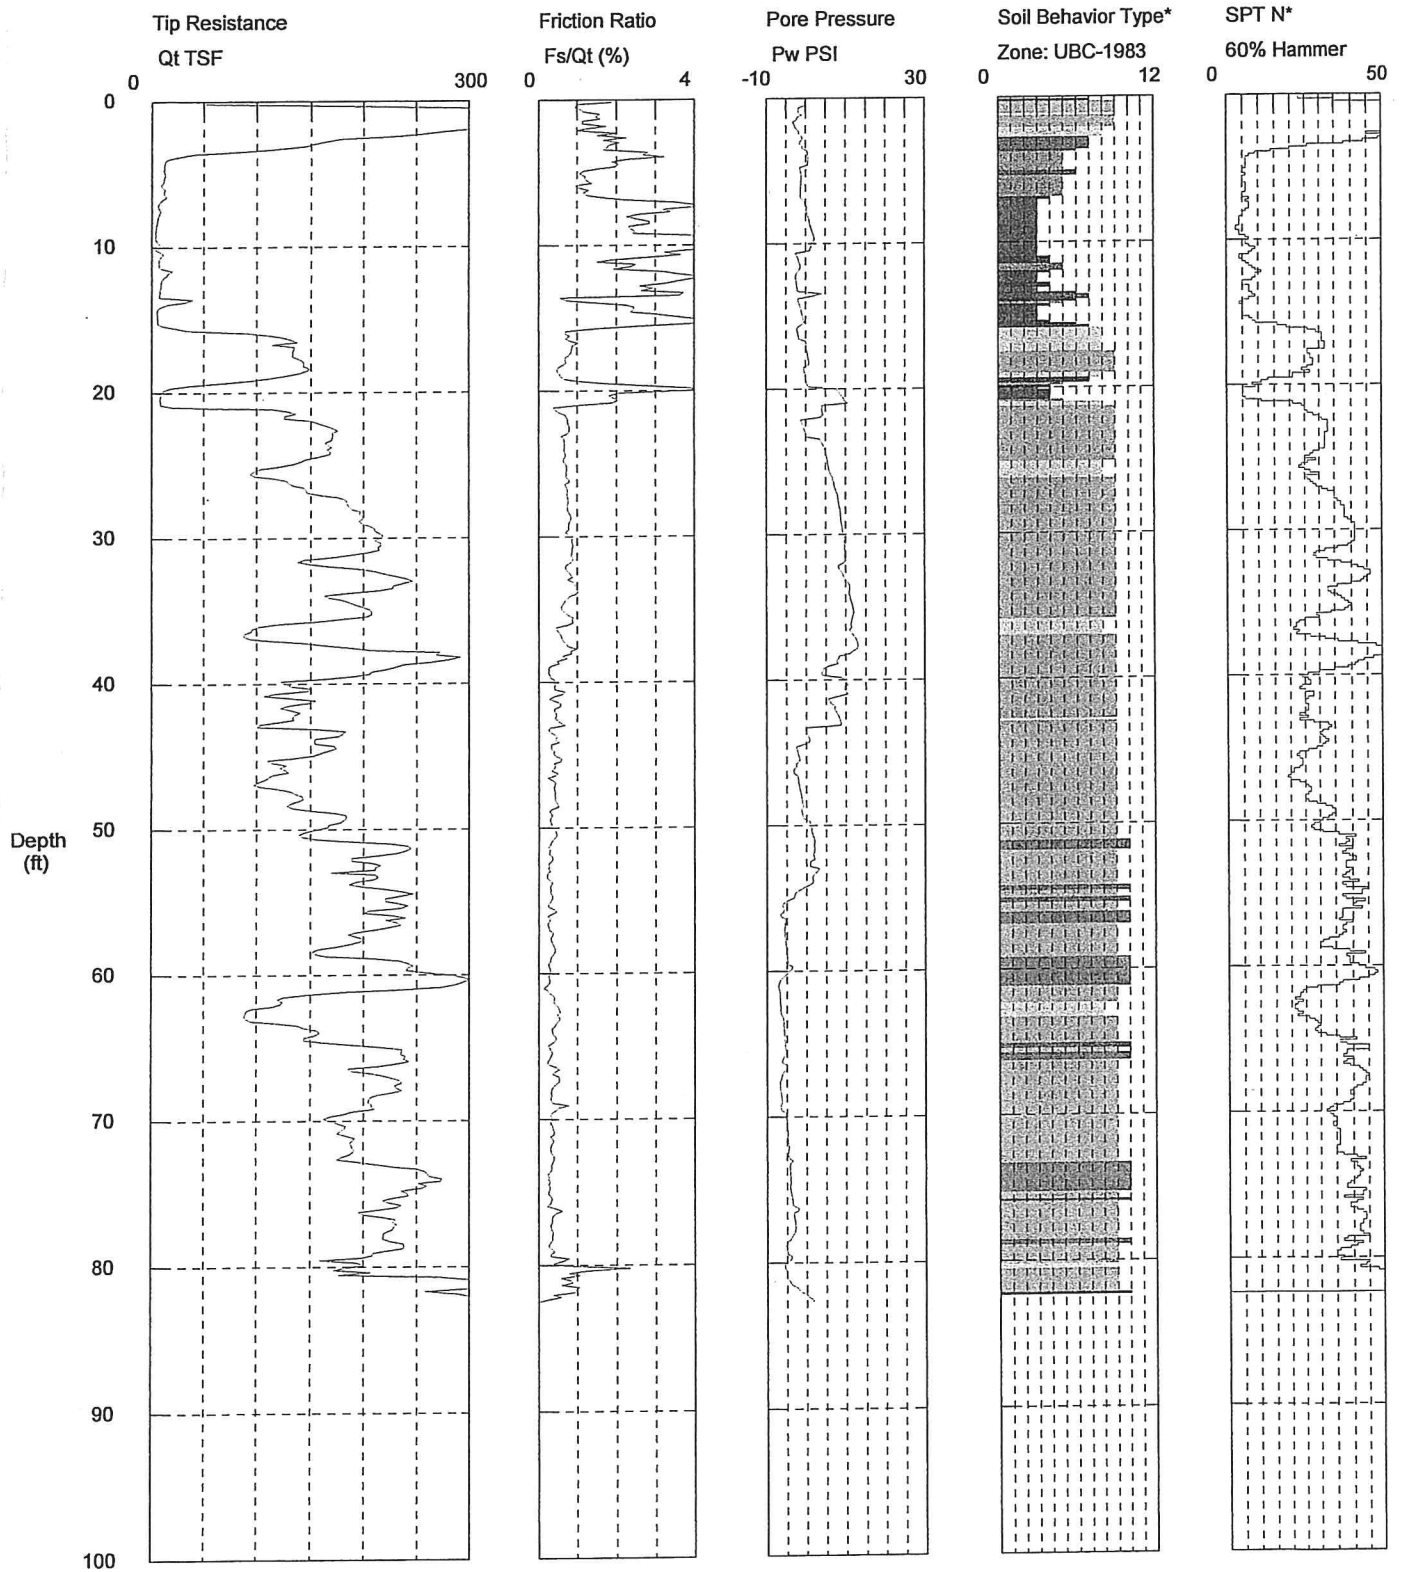 Tip Resistance
Qt TSF
0 300
Friction Ratio
Fs/Qt (%)
0 4
Pore Pressure
Pw PSI
-10 30
Soil Behavior Type*
Zone: UBC-1983
0 12
SPT N*
60% Hammer
0 50
0
10
20
30
40
50
Depth
(ft)
60
70
80
90
100